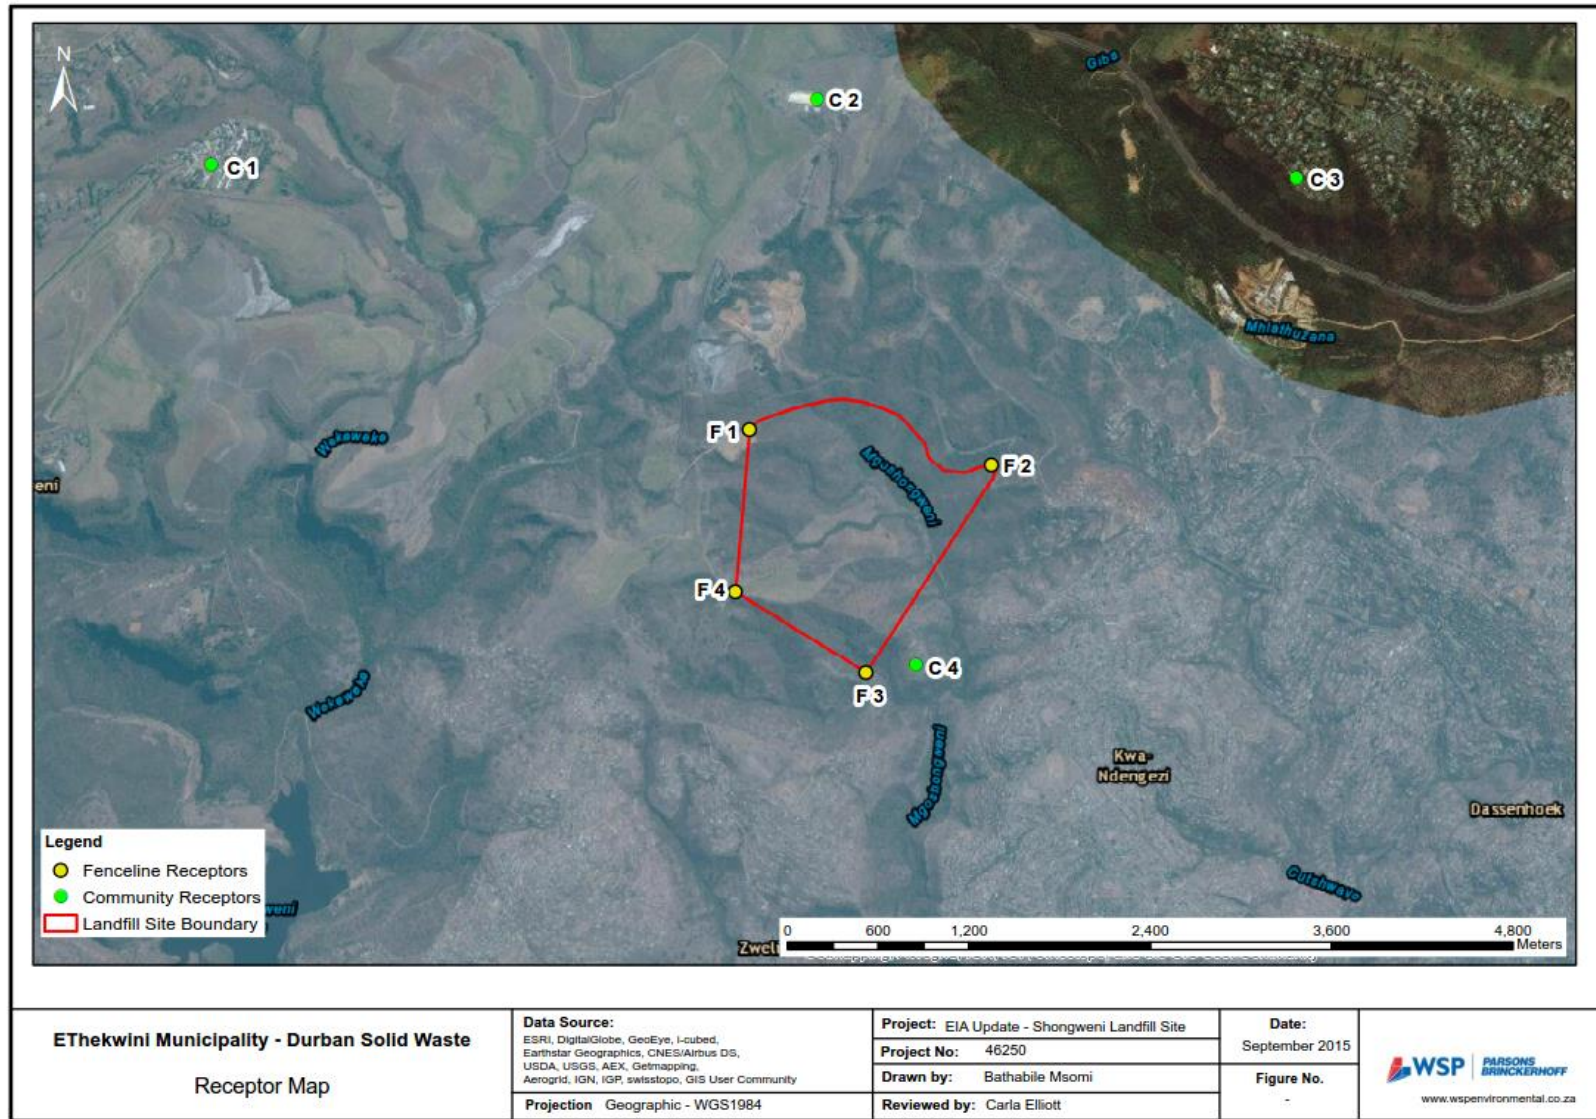 N
Gibs
C 2
C 1
C 3
Mhlathuzana
F 1
Wekeweke
Mgushongweni
F 2
eni
F 4
C 4
F 3
Wekeweke
Mgoshongweni
Kwa-
Ndengezi
Dassenhoek
Cutshwayo
Legend
Fenceline Receptors
Community Receptors
Landfill Site Boundary
weni
Zwel
0 600 1,200 2,400 3,600 4,800
Meters
EThekwini Municipality - Durban Solid Waste
Receptor Map
Data Source:
ESRI, DigitalGlobe, GeoEye, i-cubed,
Earthstar Geographics, CNES/Airbus DS,
USDA, USGS, AEX, Getmapping,
Aerogrid, IGN, IGP, swisstopo, GIS User Community
Projection Geographic - WGS1984
Project: EIA Update - Shongweni Landfill Site
Project No: 46250
Drawn by: Bathabile Msomi
Reviewed by: Carla Elliott
Date:
September 2015
Figure No.
-
WSP PARSONS
BRINCKERHOFF
www.wspenvironmental.co.za